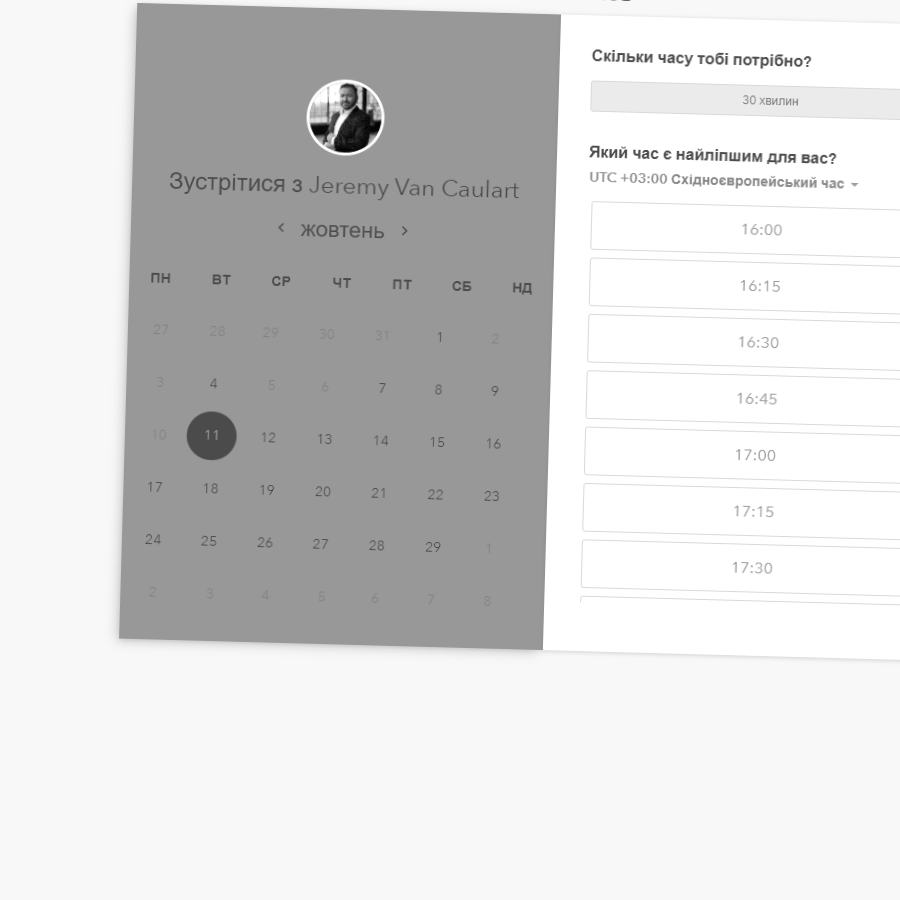 Зустрітися з Jeremy Van Caulart
жовтень
ПН ВТ СР ЧТ ПТ СБ НД
27 28 29 30 31 1 2
3 4 5 6 7 8 9
10 11 12 13 14 15 16
17 18 19 20 21 22 23
24 25 26 27 28 29 1
2 3 4 5 6 7 8
Скільки часу тобі потрібно?
30 хвилин
Який час є найліпшим для вас?
UTC +03:00 Східноєвропейський час
16:00
16:15
16:30
16:45
17:00
17:15
17:30